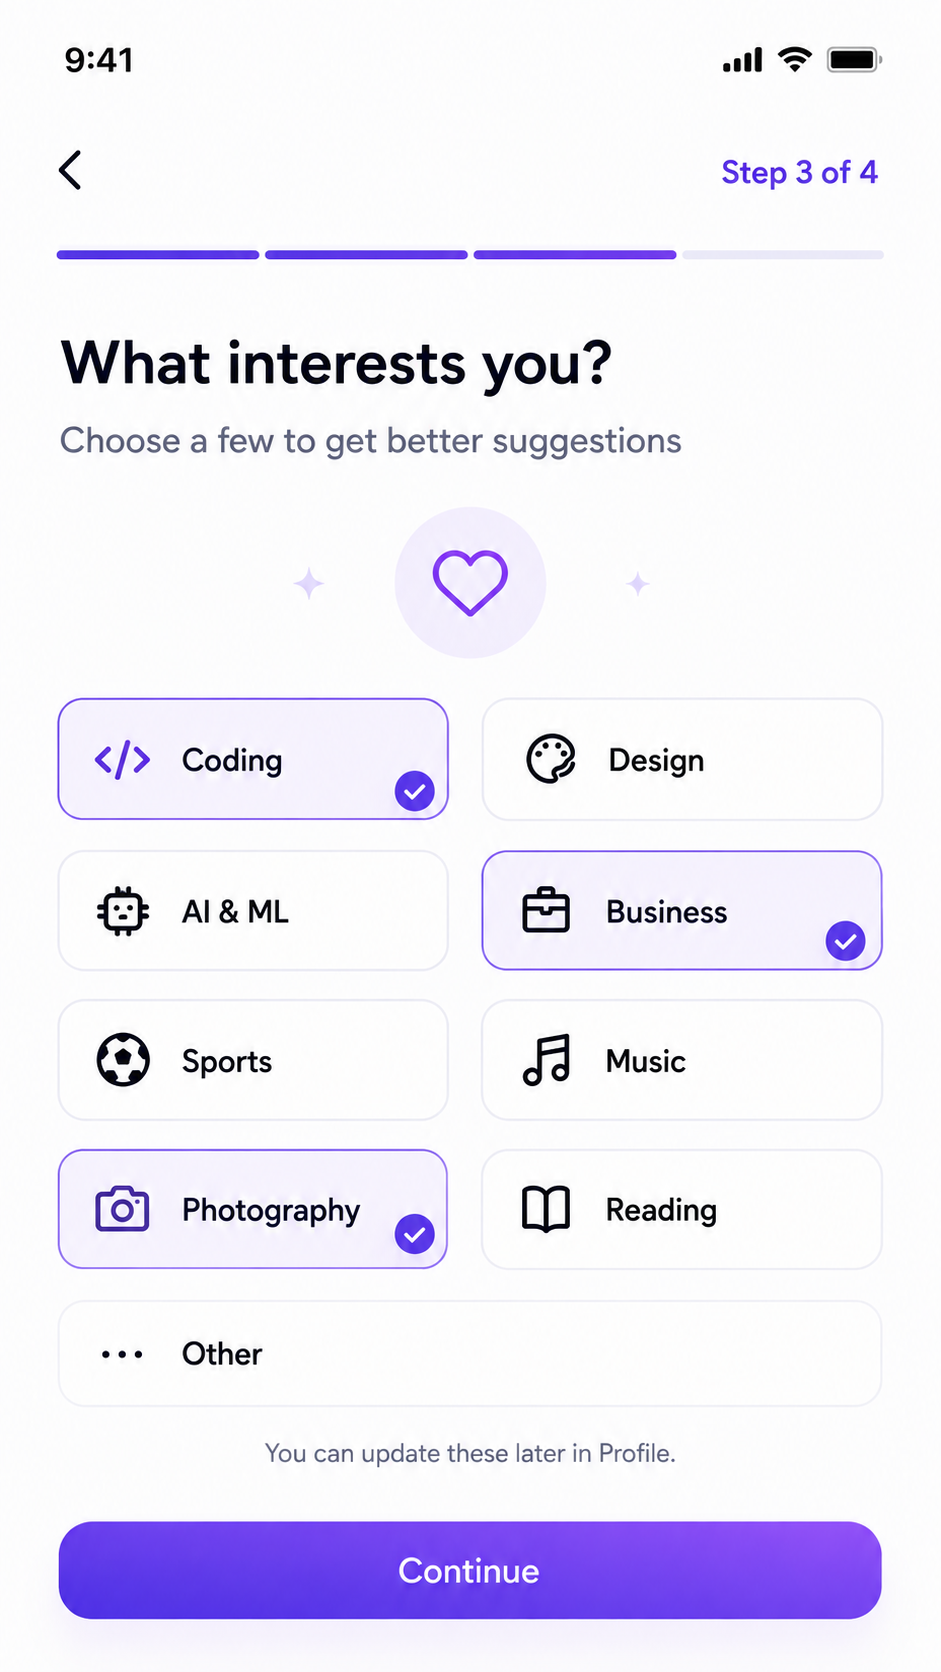 9:41
Step 3 of 4
What interests you?
Choose a few to get better suggestions
Coding
Design
AI & ML
Business
Sports
Music
Photography
Reading
Other
You can update these later in Profile.
Continue